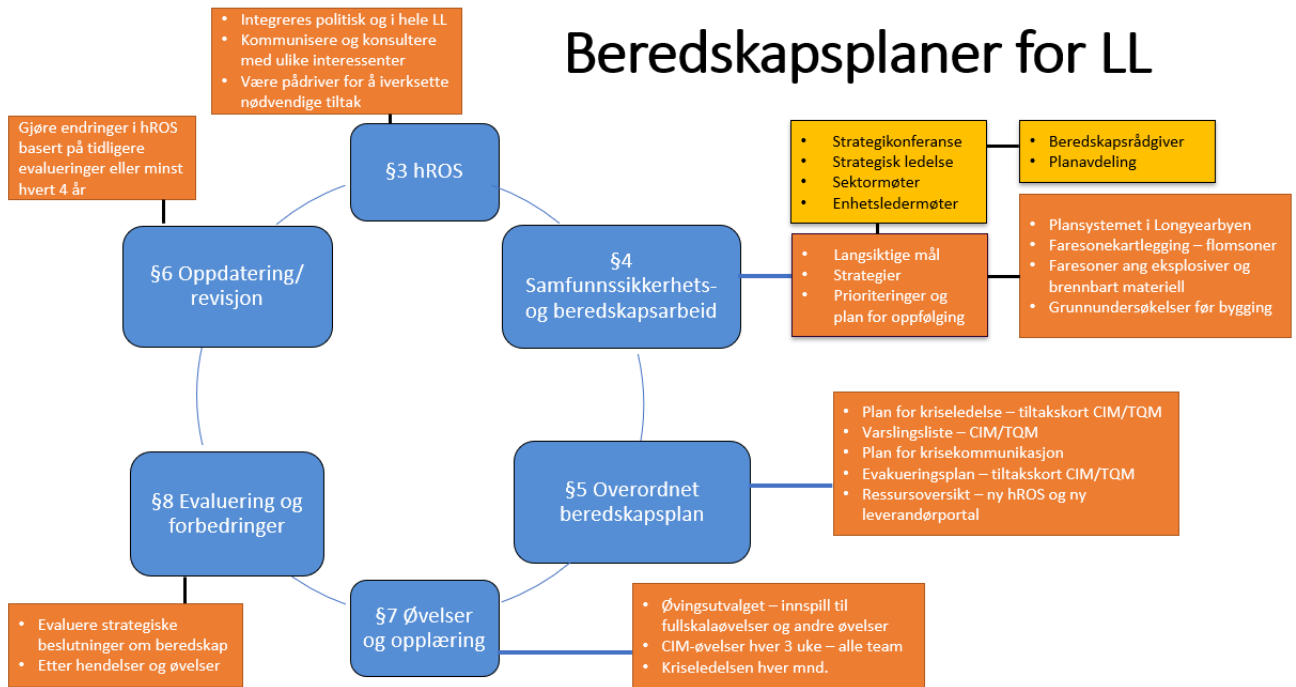 Beredskapsplaner for LL
• Integreres politisk og i hele LL
• Kommunisere og konsultere
med ulike interessenter
• Være pådriver for å iverksette
nødvendige tiltak
Gjøre endringer i hROS
basert på tidligere
evalueringer eller minst
hvert 4 år
§3 hROS
• Strategikonferanse
• Strategisk ledelse
• Sektormøter
• Enhetsledermøter
• Beredskapsrådgiver
• Planavdeling
§4
Samfunnssikkerhets-
og beredskapsarbeid
• Langsiktige mål
• Strategier
• Prioriteringer og
plan for oppfølging
• Plansystemet i Longyearbyen
• Faresonekartlegging – flomsoner
• Faresoner ang eksplosiver og
brennbart materiell
• Grunnundersøkelser før bygging
§6 Oppdatering/
revisjon
§5 Overordnet
beredskapsplan
• Plan for kriseledelse – tiltakskort CIM/TQM
• Varslingsliste – CIM/TQM
• Plan for krisekommunikasjon
• Evakueringsplan – tiltakskort CIM/TQM
• Ressursoversikt – ny hROS og ny
leverandørportal
§8 Evaluering og
forbedringer
§7 Øvelser
og opplæring
• Øvingsutvalget – innspill til
fullskalaøvelser og andre øvelser
• CIM-øvelser hver 3 uke – alle team
• Kriseledelsen hver mnd.
• Evaluere strategiske
beslutninger om beredskap
• Etter hendelser og øvelser